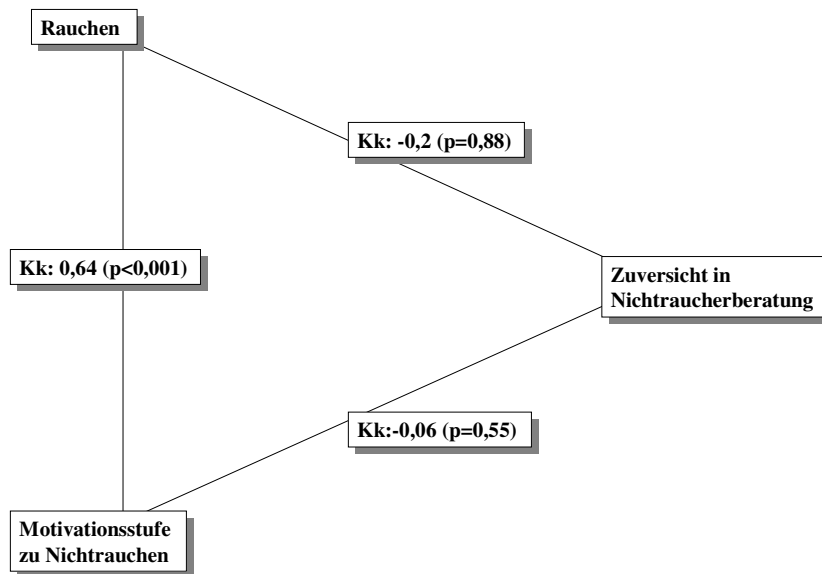 Rauchen
Kk: -0,2 (p=0,88)
Kk: 0,64 (p<0,001)
Zuversicht in
Nichtraucherberatung
Kk:-0,06 (p=0,55)
Motivationsstufe
zu Nichtrauchen